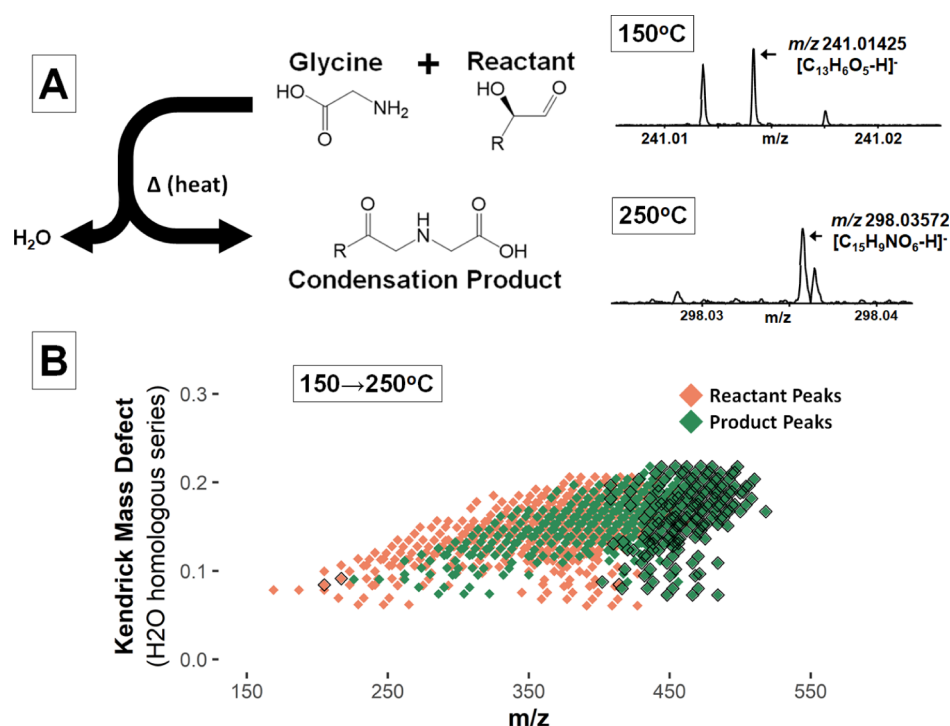 A
Glycine + Reactant
HO
O
NH₂
HO
O
R
Δ (heat)
H₂O
O
R
H
N
O
OH
Condensation Product
150°C
m/z 241.01425
[C₁₃H₆O₅-H]⁻
241.01 m/z 241.02
250°C
m/z 298.03572
[C₁₅H₉NO₆-H]⁻
298.03 m/z 298.04
B
150→250°C
Reactant Peaks
Product Peaks
Kendrick Mass Defect
(H2O homologous series)
0.3
0.2
0.1
0.0
150 250 350 450 550
m/z